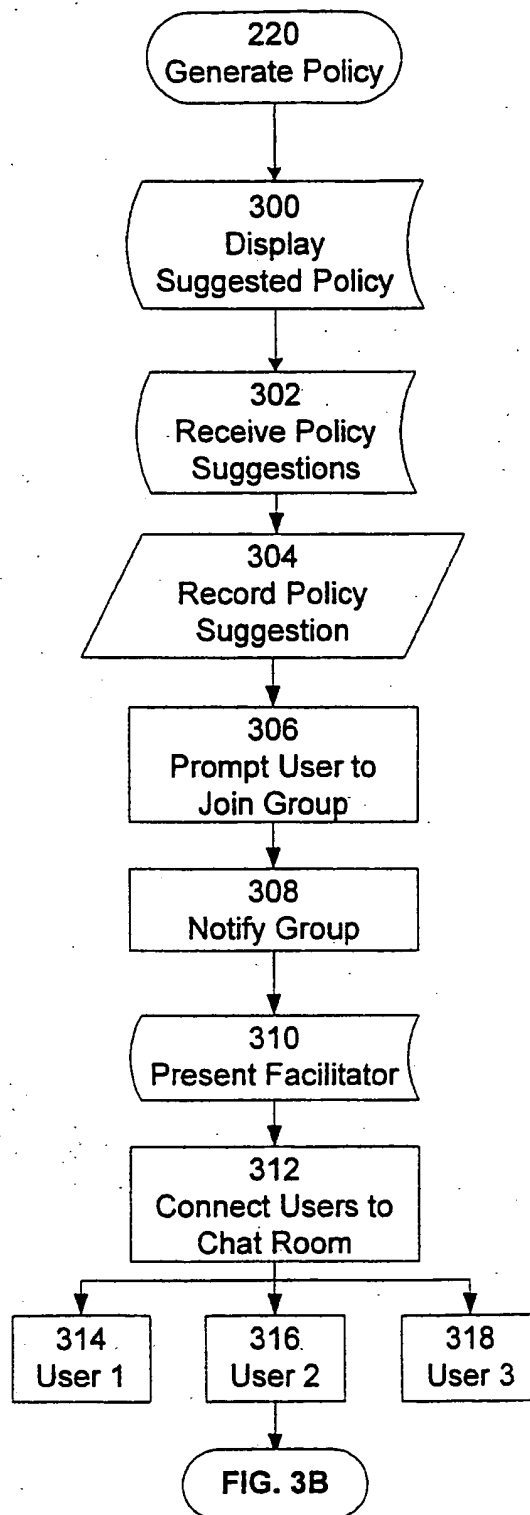 220
Generate Policy
300
Display
Suggested Policy
302
Receive Policy
Suggestions
304
Record Policy
Suggestion
306
Prompt User to
Join Group
308
Notify Group
310
Present Facilitator
312
Connect Users to
Chat Room
314
User 1
316
User 2
318
User 3
FIG. 3B